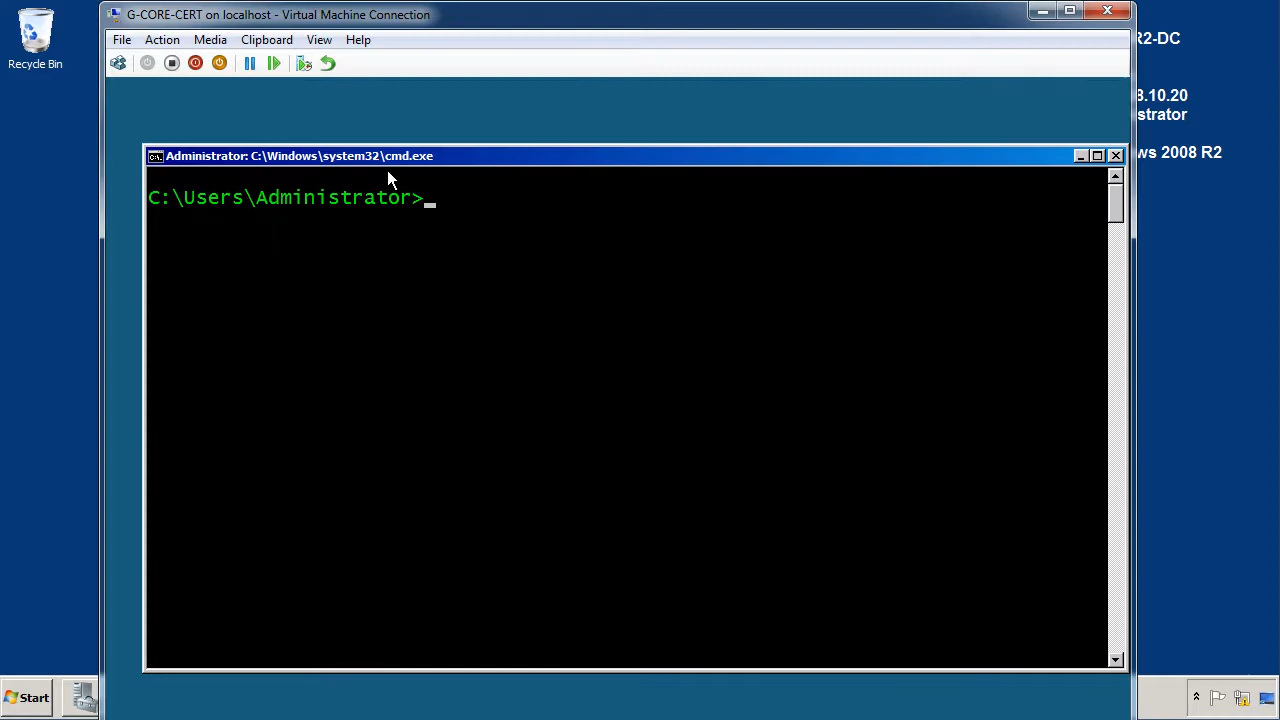 G-CORE-CERT on localhost - Virtual Machine Connection
File Action Media Clipboard View Help
Recycle Bin
R2-DC
8.10.20
strator
ws 2008 R2
Administrator: C:\Windows\system32\cmd.exe
C:\Users\Administrator>
Start